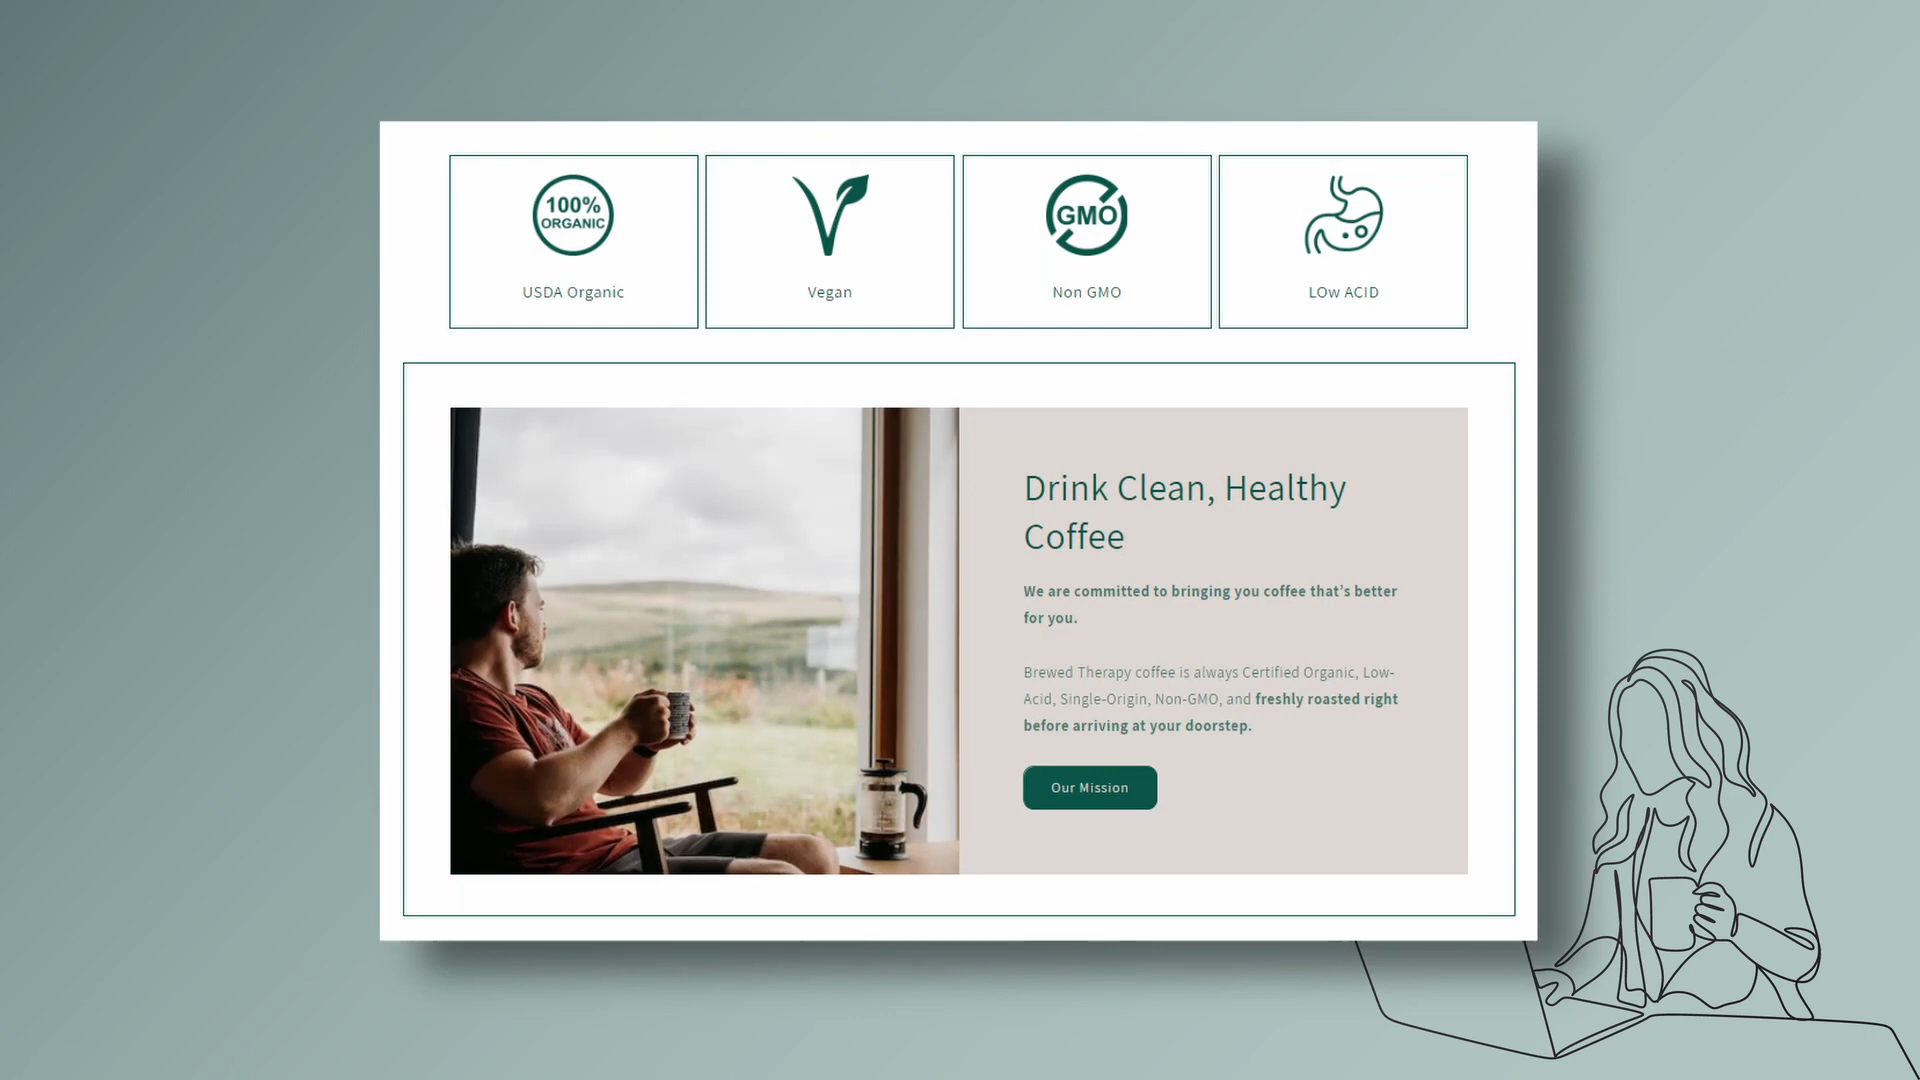 100%
ORGANIC
USDA Organic
Vegan
GMO
Non GMO
LOw ACID
Drink Clean, Healthy
Coffee
We are committed to bringing you coffee that’s better
for you.
Brewed Therapy coffee is always Certified Organic, Low-
Acid, Single-Origin, Non-GMO, and freshly roasted right
before arriving at your doorstep.
Our Mission